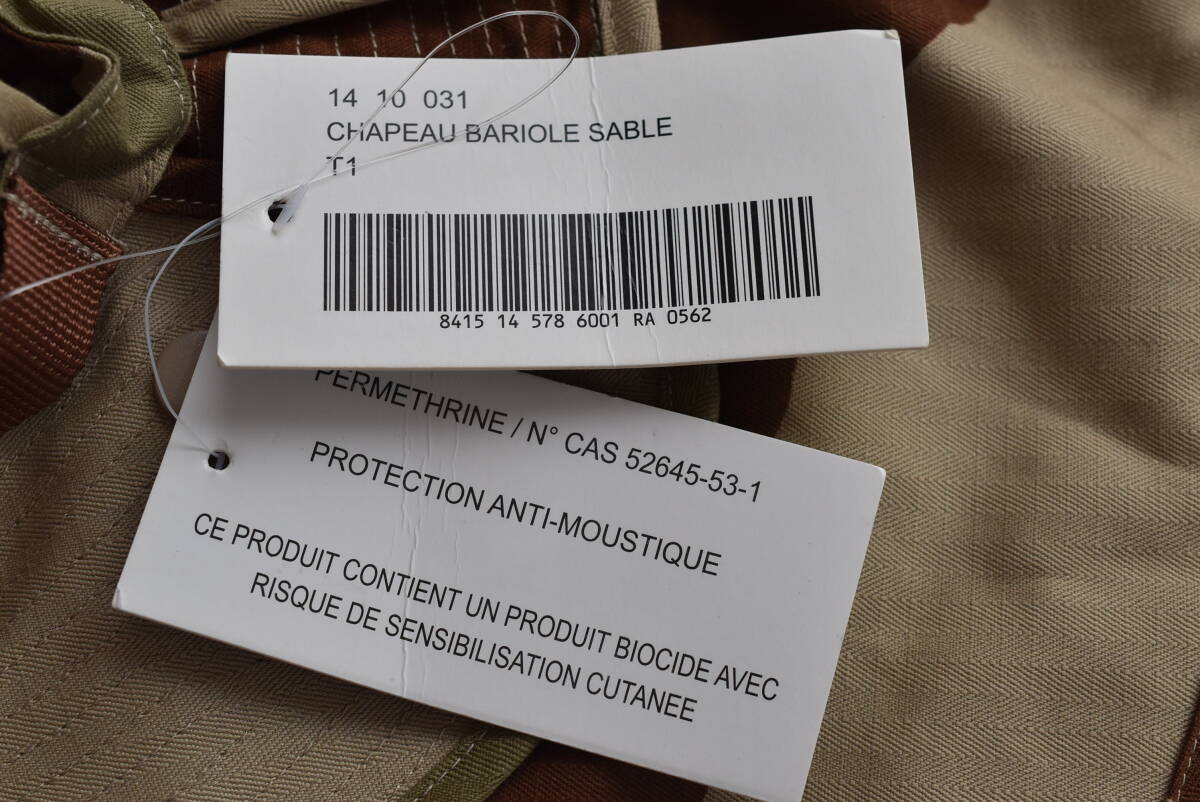 14 10 031
CHAPEAU BARIOLE SABLE
T1
8415 14 578 6001 RA 0562
PERMETHRINE / N° CAS 52645-53-1
PROTECTION ANTI-MOUSTIQUE
CE PRODUIT CONTIENT UN PRODUIT BIOCIDE AVEC
RISQUE DE SENSIBILISATION CUTANEE